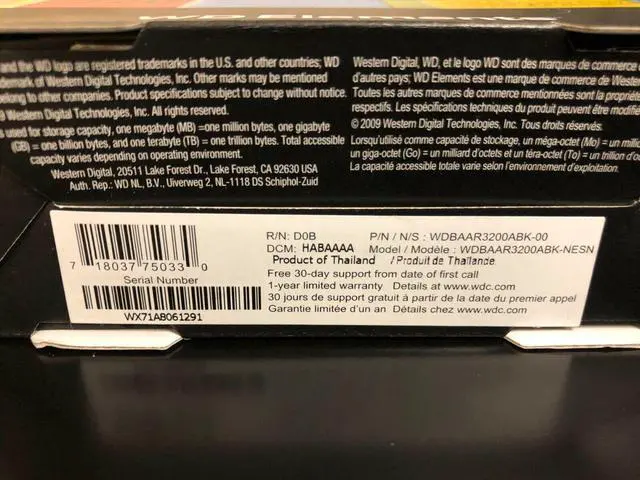 WD Elements
and the WD logo are registered trademarks in the U.S. and other countries; WD
mark of Western Digital Technologies, Inc. Other marks may be mentioned
belong to other companies. Product specifications subject to change without notice.
9 Western Digital Technologies, Inc. All rights reserved.
used for storage capacity, one megabyte (MB) =one million bytes, one gigabyte
(GB) = one billion bytes, and one terabyte (TB) = one trillion bytes. Total accessible
capacity varies depending on operating environment.
Western Digital, 20511 Lake Forest Dr., Lake Forest, CA 92630 USA
Auth. Rep.: WD NL, B.V., Uiverweg 2, NL-1118 DS Schiphol-Zuid
Western Digital, WD, et le logo WD sont des marques de commerce
d'autres pays; WD Elements est une marque de commerce de Weste
Toutes les autres marques de commerce mentionnées sont la propri
respectifs. Les spécifications techniques du produit peuvent être modifi
© 2009 Western Digital Technologies, Inc. Tous droits réservés.
Lorsqu'utilisé comme capacité de stockage, un méga-octet (Mo) = un mill
un giga-octet (Go) = un milliard d'octets et un téra-octet (To) = un trillion d'o
La capacité accessible totale varie selon l'environnement d'exploitation.
7 18037 75033 0
Serial Number
WX71AB061291
R/N: D0B P/N / N/S : WDBAAR3200ABK-00
DCM: HABAAAA Model / Modèle : WDBAAR3200ABK-NESN
Product of Thailand / Produit de Thaïlande
Free 30-day support from date of first call
1-year limited warranty Details at www.wdc.com
30 jours de support gratuit à partir de la date du premier appel
Garantie limitée d'un an Détails chez www.wdc.com